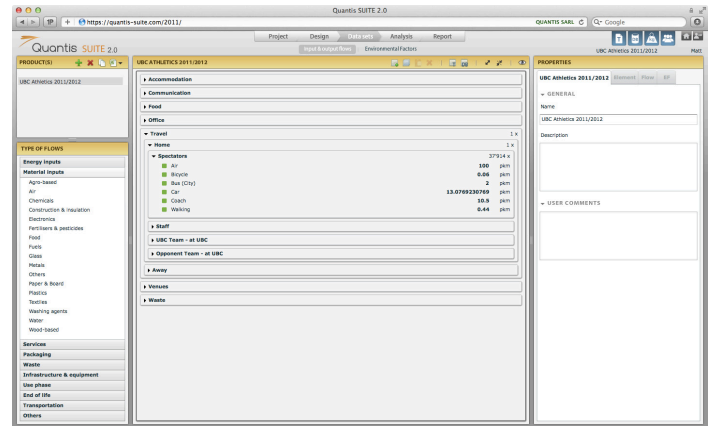 Quantis SUITE 2.0
https://quantis-suite.com/2011/
QUANTIS SARL
Google
Quantis SUITE 2.0
Project
Design
Data sets
Analysis
Report
Input & output flows
Environmental Factors
UBC Athletics 2011/2012
Matt
PRODUCT(S)
UBC Athletics 2011/2012
TYPE OF FLOWS
Energy inputs
Material inputs
Agro-based
Air
Chemicals
Construction & insulation
Electronics
Fertilisers & pesticides
Food
Fuels
Glass
Metals
Others
Paper & Board
Plastics
Textiles
Washing agents
Water
Wood-based
Services
Packaging
Waste
Infrastructure & equipment
Use phase
End of life
Transportation
Others
UBC ATHLETICS 2011/2012
Accommodation
Communication
Food
Office
Travel 1 x
Home 1 x
Spectators 37'914 x
Air 100 pkm
Bicycle 0.06 pkm
Bus (City) 2 pkm
Car 13.0769230769 pkm
Coach 10.5 pkm
Walking 0.44 pkm
Staff
UBC Team - at UBC
Opponent Team - at UBC
Away
Venues
Waste
PROPERTIES
UBC Athletics 2011/2012 Element Flow EF
GENERAL
Name
UBC Athletics 2011/2012
Description
USER COMMENTS